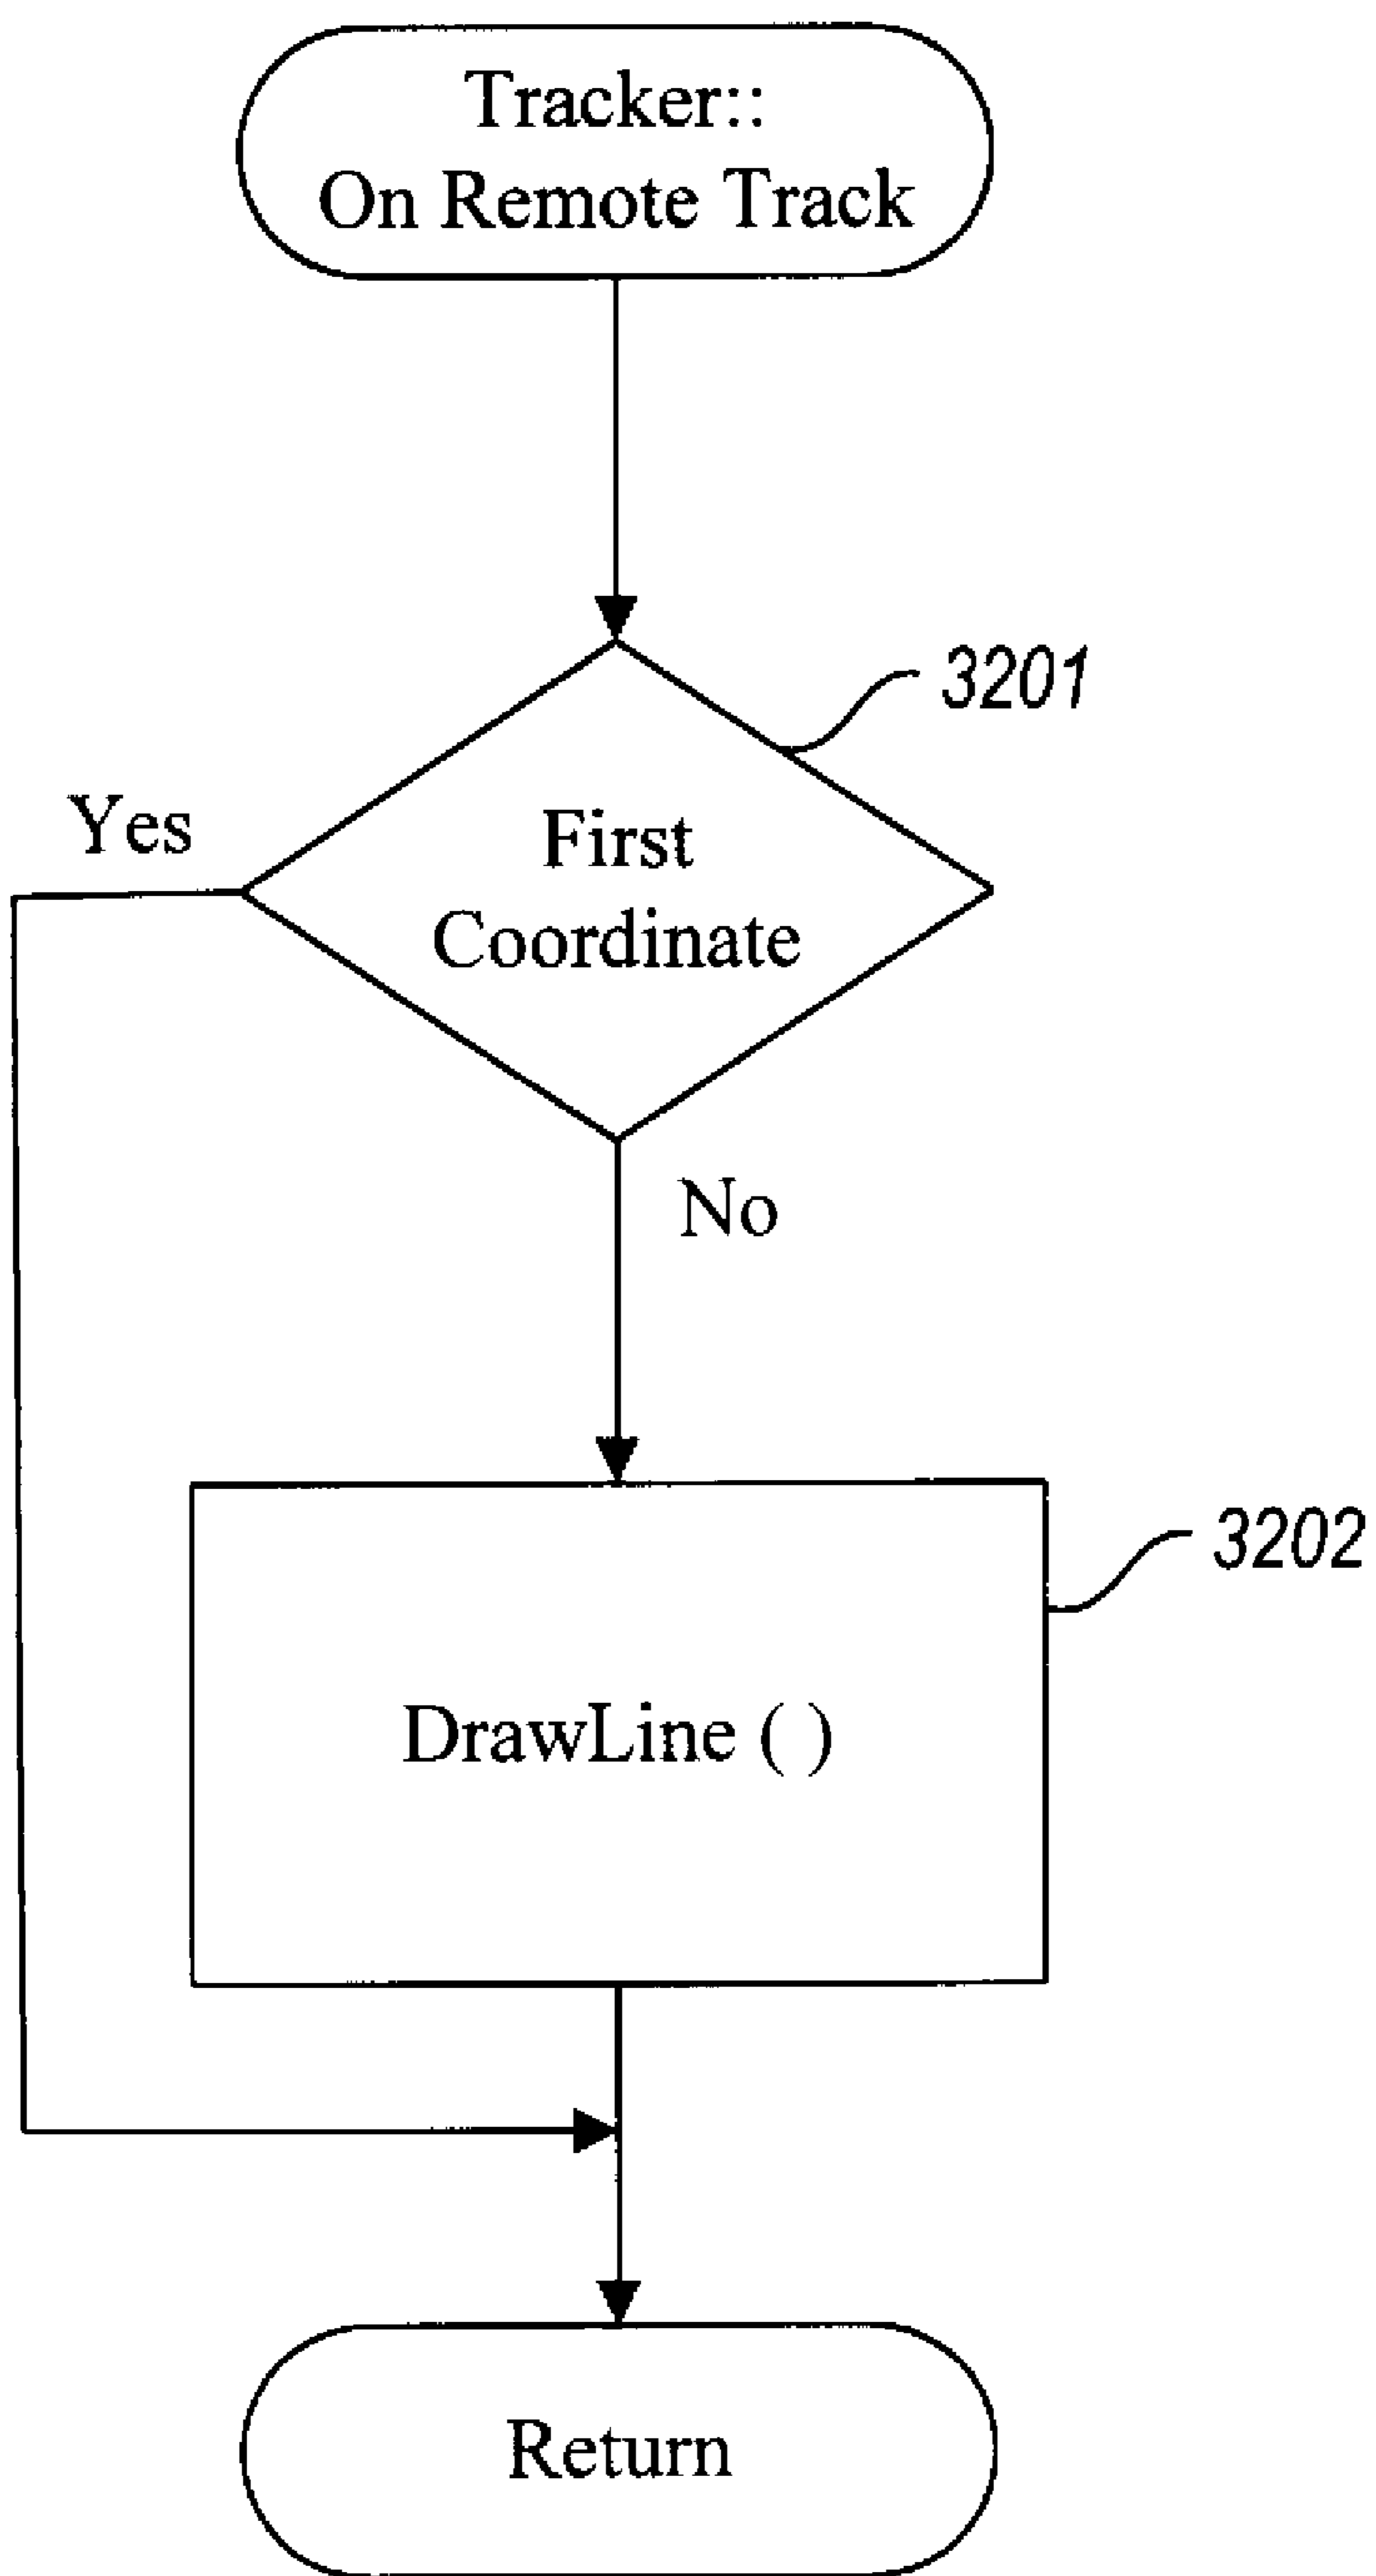 Tracker::
On Remote Track
3201
Yes
First
Coordinate
No
3202
DrawLine ( )
Return